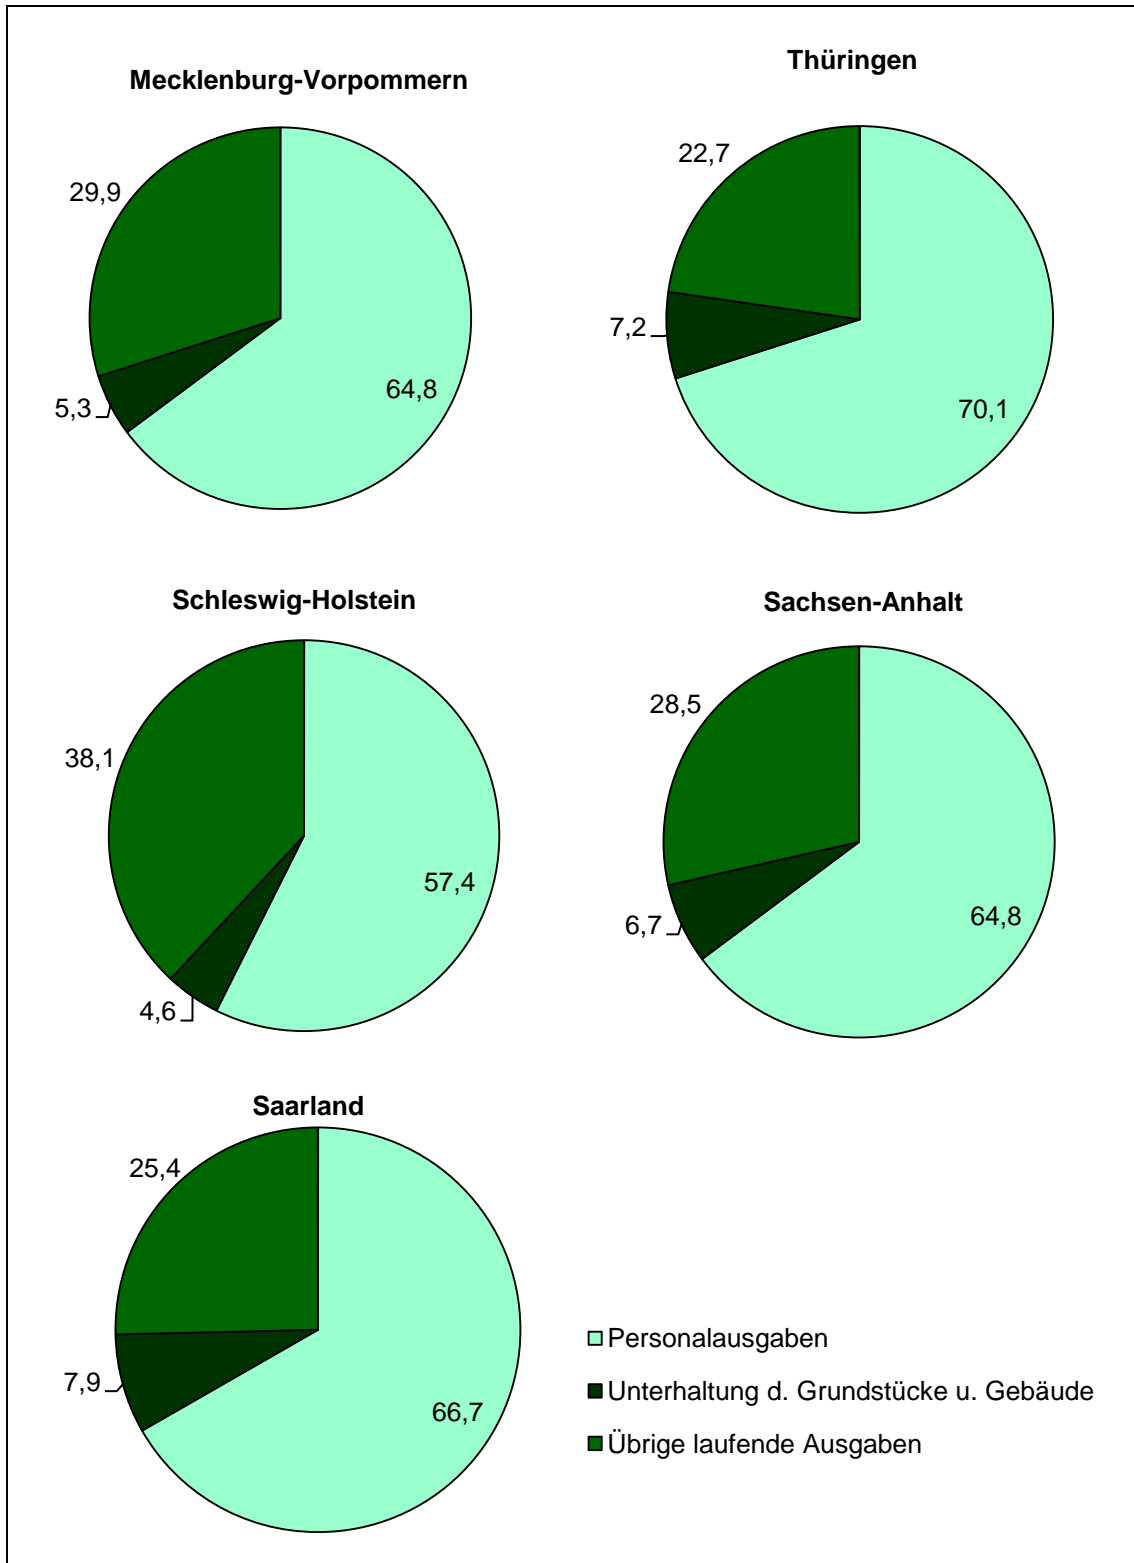 Mecklenburg-Vorpommern
29,9
5,3
64,8
Thüringen
22,7
7,2
70,1
Schleswig-Holstein
38,1
4,6
57,4
Sachsen-Anhalt
28,5
6,7
64,8
Saarland
25,4
7,9
66,7
Personalausgaben
Unterhaltung d. Grundstücke u. Gebäude
Übrige laufende Ausgaben